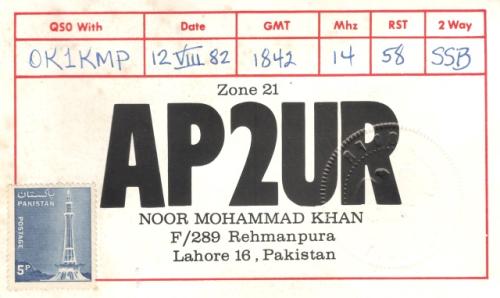 QSO With Date GMT Mhz RST 2 Way
OK1KMP 12 VIII 82 1842 14 58 SSB
Zone 21
AP2UR
NOOR MOHAMMAD KHAN
F/289 Rehmanpura
Lahore 16, Pakistan
پاکستان
PAKISTAN
POSTAGE
5P